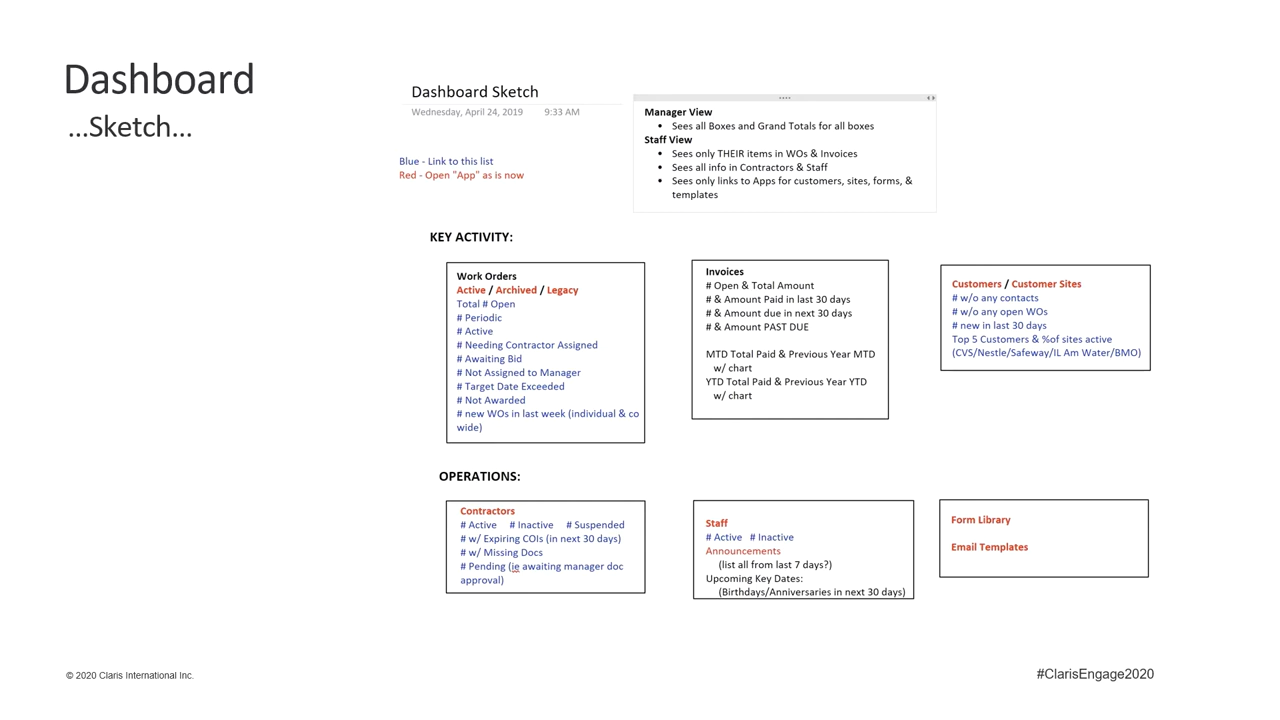 Dashboard
...Sketch...
Dashboard Sketch
Wednesday, April 24, 2019 9:33 AM
Blue - Link to this list
Red - Open "App" as is now
Manager View
• Sees all Boxes and Grand Totals for all boxes
Staff View
• Sees only THEIR items in WOs & Invoices
• Sees all info in Contractors & Staff
• Sees only links to Apps for customers, sites, forms, &
templates
KEY ACTIVITY:
Work Orders
Active / Archived / Legacy
Total # Open
# Periodic
# Active
# Needing Contractor Assigned
# Awaiting Bid
# Not Assigned to Manager
# Target Date Exceeded
# Not Awarded
# new WOs in last week (individual & co
wide)
Invoices
# Open & Total Amount
# & Amount Paid in last 30 days
# & Amount due in next 30 days
# & Amount PAST DUE
MTD Total Paid & Previous Year MTD
w/ chart
YTD Total Paid & Previous Year YTD
w/ chart
Customers / Customer Sites
# w/o any contacts
# w/o any open WOs
# new in last 30 days
Top 5 Customers & %of sites active
(CVS/Nestle/Safeway/IL Am Water/BMO)
OPERATIONS:
Contractors
# Active # Inactive # Suspended
# w/ Expiring COIs (in next 30 days)
# w/ Missing Docs
# Pending (ie awaiting manager doc
approval)
Staff
# Active # Inactive
Announcements
(list all from last 7 days?)
Upcoming Key Dates:
(Birthdays/Anniversaries in next 30 days)
Form Library
Email Templates
© 2020 Claris International Inc.
#ClarisEngage2020